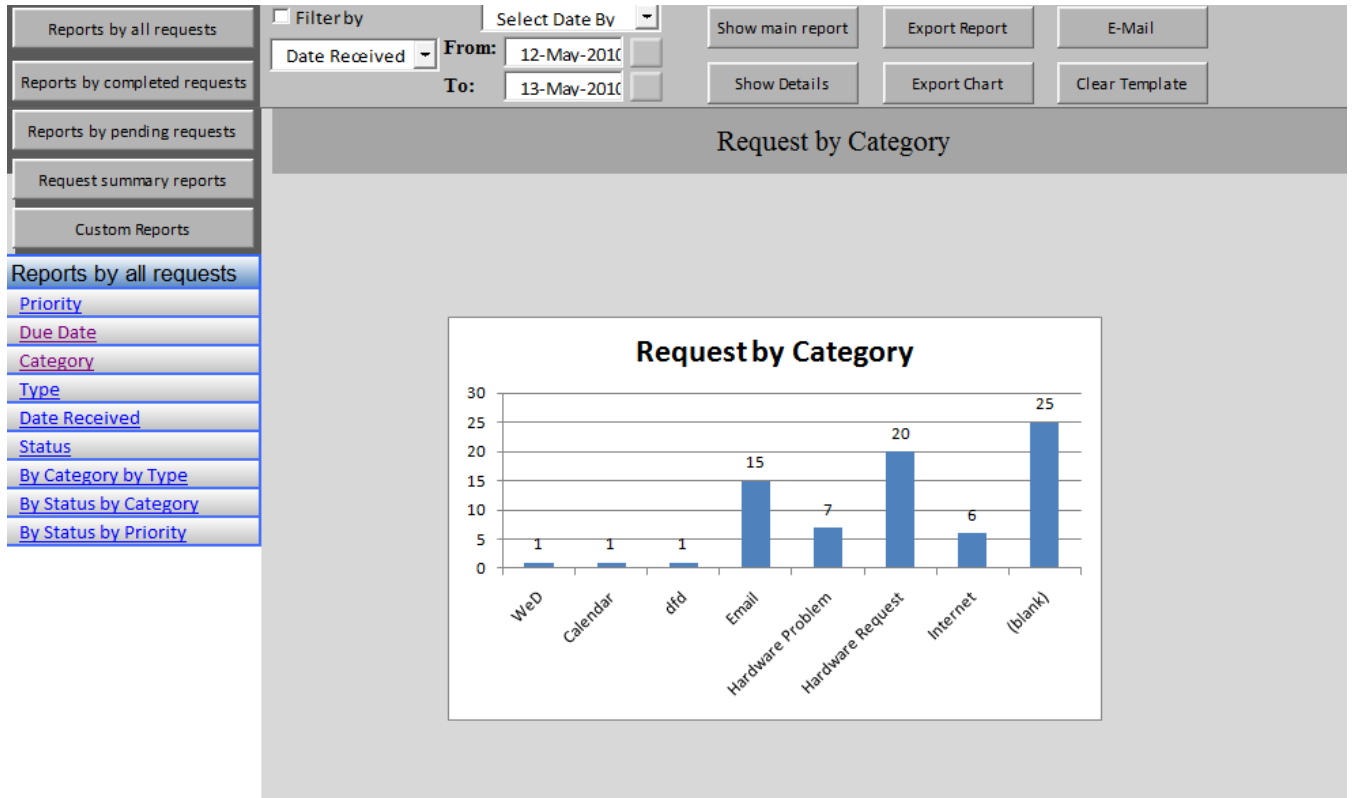 Reports by all requests
Reports by completed requests
Reports by pending requests
Request summary reports
Custom Reports
Reports by all requests
Priority
Due Date
Category
Type
Date Received
Status
By Category by Type
By Status by Category
By Status by Priority
Filter by
Select Date By
Date Received
From:
12-May-201
To:
13-May-201
Show main report
Export Report
E-Mail
Show Details
Export Chart
Clear Template
Request by Category
Request by Category
30
25
20
15
10
5
0
1
1
1
15
7
20
6
25
WeD
Calendar
dfd
Email
Hardware Problem
Hardware Request
Internet
(blank)